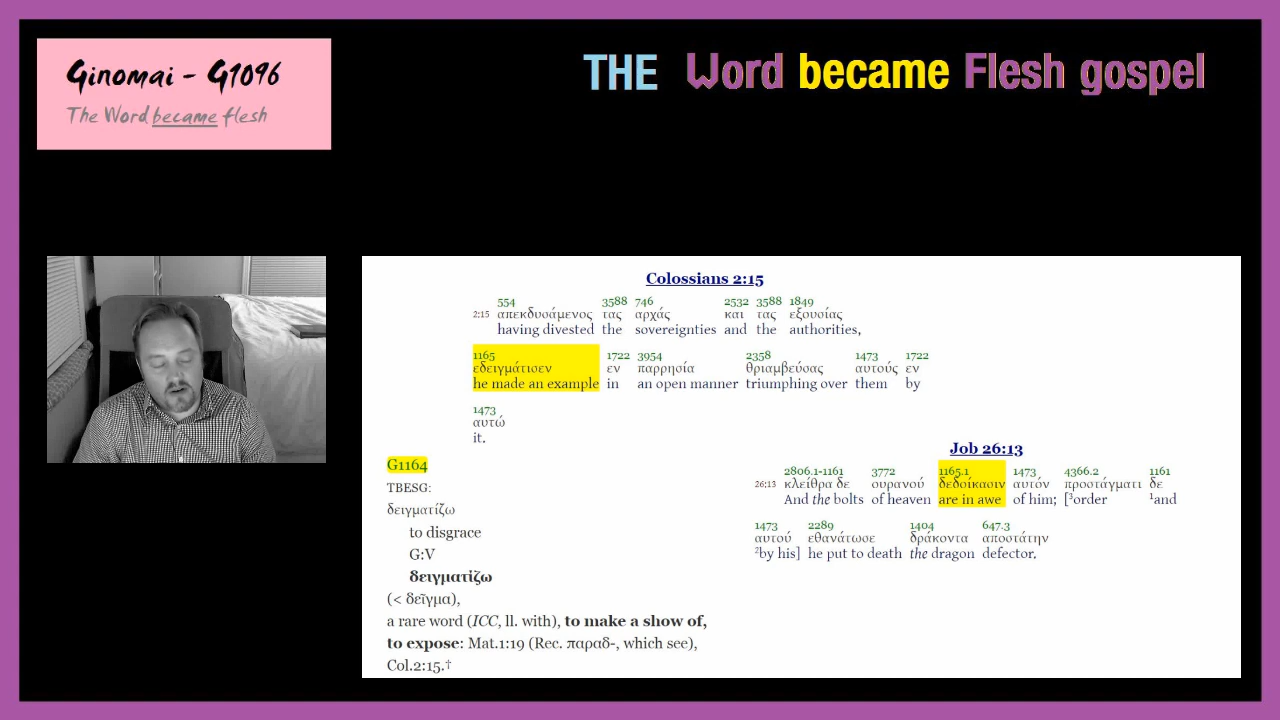 Ginomai - G1096
The Word became flesh
THE Word became Flesh gospel
Colossians 2:15
554 3588 746 2532 3588 1849
2:15 απεκδυσάμενος τας αρχάς και τας εξουσίας
having divested the sovereignties and the authorities,
1165 1722 3954 2358 1473 1722
εδειγμάτισεν εν παρρησία θριαμβεύσας αυτούς εν
he made an example in an open manner triumphing over them by
1473
αυτώ
it.
G1164
TBESG:
δειγματίζω
to disgrace
G:V
δειγματίζω
(< δεῖγμα),
a rare word (ICC, ll. with), to make a show of,
to expose: Mat.1:19 (Rec. παραδ-, which see),
Col.2:15.†
Job 26:13
2806.1-1161 3772 1165.1 1473 4366.2 1161
26:13 κλείθρα δε ουρανού δεδοίκασιν αυτόν προστάγματι δε
And the bolts of heaven are in awe of him; [³order ¹and
1473 2289 1404 647.3
αυτού εθανάτωσε δράκοντα αποστάτην
²by his] he put to death the dragon defector.